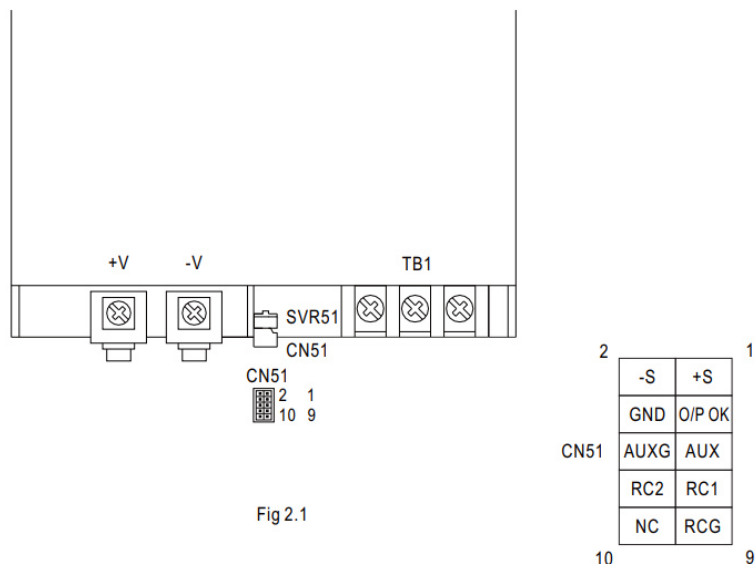 +V -V TB1
SVR51
CN51
CN51
2 1
10 9
Fig 2.1
2 1
-S +S
GND O/P OK
CN51 AUXG AUX
RC2 RC1
NC RCG
10 9